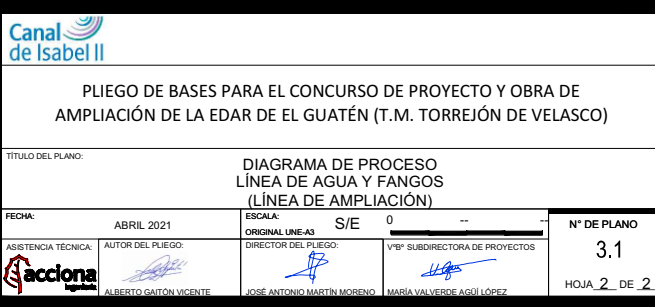 Canal
de Isabel II
PLIEGO DE BASES PARA EL CONCURSO DE PROYECTO Y OBRA DE
AMPLIACIÓN DE LA EDAR DE EL GUATÉN (T.M. TORREJÓN DE VELASCO)
TÍTULO DEL PLANO:
DIAGRAMA DE PROCESO
LÍNEA DE AGUA Y FANGOS
(LÍNEA DE AMPLIACIÓN)
FECHA:
ABRIL 2021
ESCALA:
ORIGINAL UNE-A3
S/E
0 -- --
Nº DE PLANO
3.1
HOJA 2 DE 2
ASISTENCIA TÉCNICA:
acciona
Ingeniería
AUTOR DEL PLIEGO:
ALBERTO GAITÓN VICENTE
DIRECTOR DEL PLIEGO:
JOSÉ ANTONIO MARTÍN MORENO
VºBº SUBDIRECTORA DE PROYECTOS
MARÍA VALVERDE AGÜÍ LÓPEZ